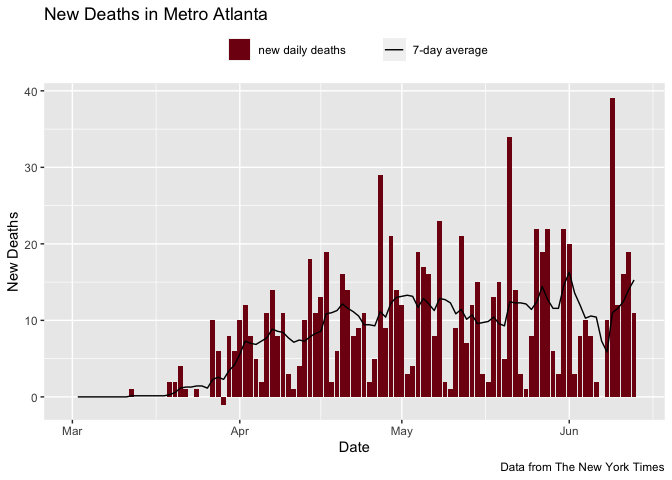 New Deaths in Metro Atlanta
new daily deaths 7-day average
40
30
20
10
0
New Deaths
Mar Apr May Jun
Date
Data from The New York Times